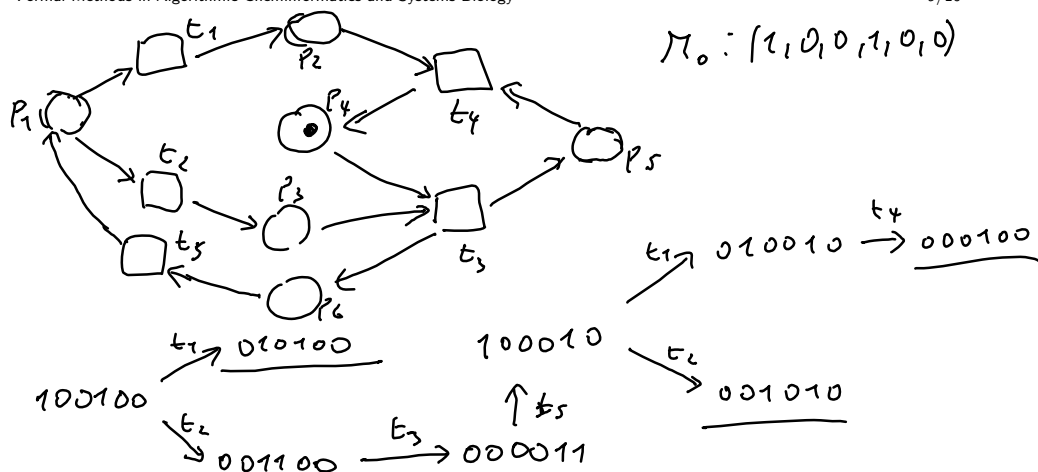 Formal Methods in Algorithmic Cheminformatics and Systems Biology
t1
P2
M0 : (1,0,0,1,0,0)
P4
t4
P1
t2
P5
P3
t5
t3
P6
t1 010010 t4 000100
t1 010100
100010
100100
t2
001010
t2
t5
001100 t3 000011